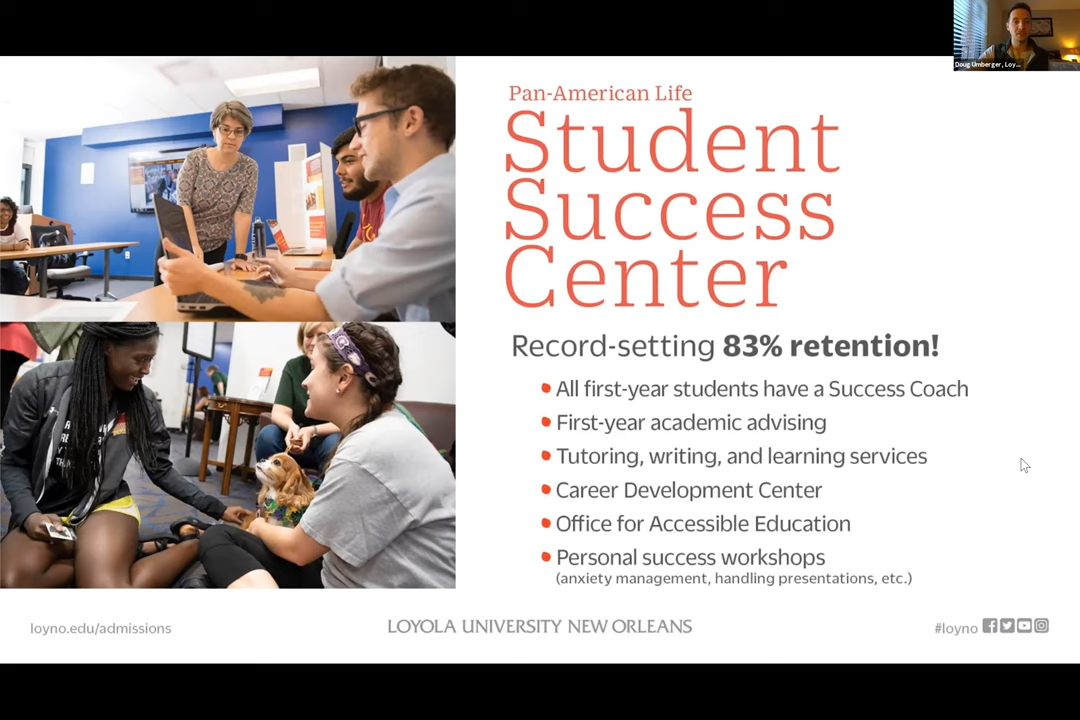 Doug Umberger, Loy...
Pan-American Life
Student
Success
Center
Record-setting 83% retention!
All first-year students have a Success Coach
First-year academic advising
Tutoring, writing, and learning services
Career Development Center
Office for Accessible Education
Personal success workshops
(anxiety management, handling presentations, etc.)
loyno.edu/admissions
LOYOLA UNIVERSITY NEW ORLEANS
#loyno